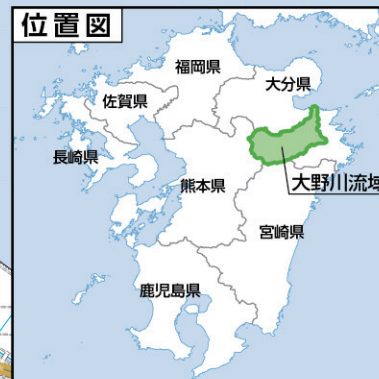 位置図
福岡県
大分県
佐賀県
長崎県
大野川流域
熊本県
宮崎県
鹿児島県